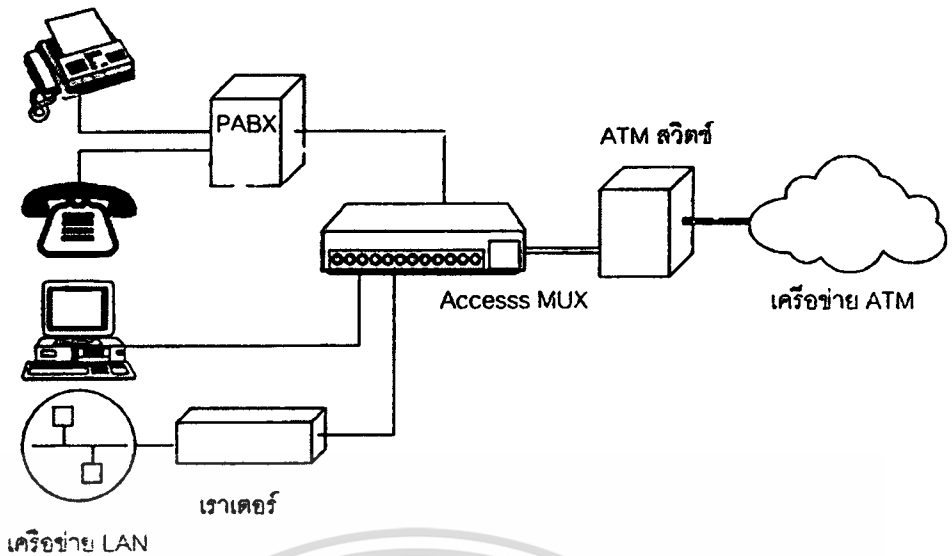 PABX
ATM สวิตซ์
Accesss MUX
เครือข่าย ATM
เราเตอร์
เครือข่าย LAN